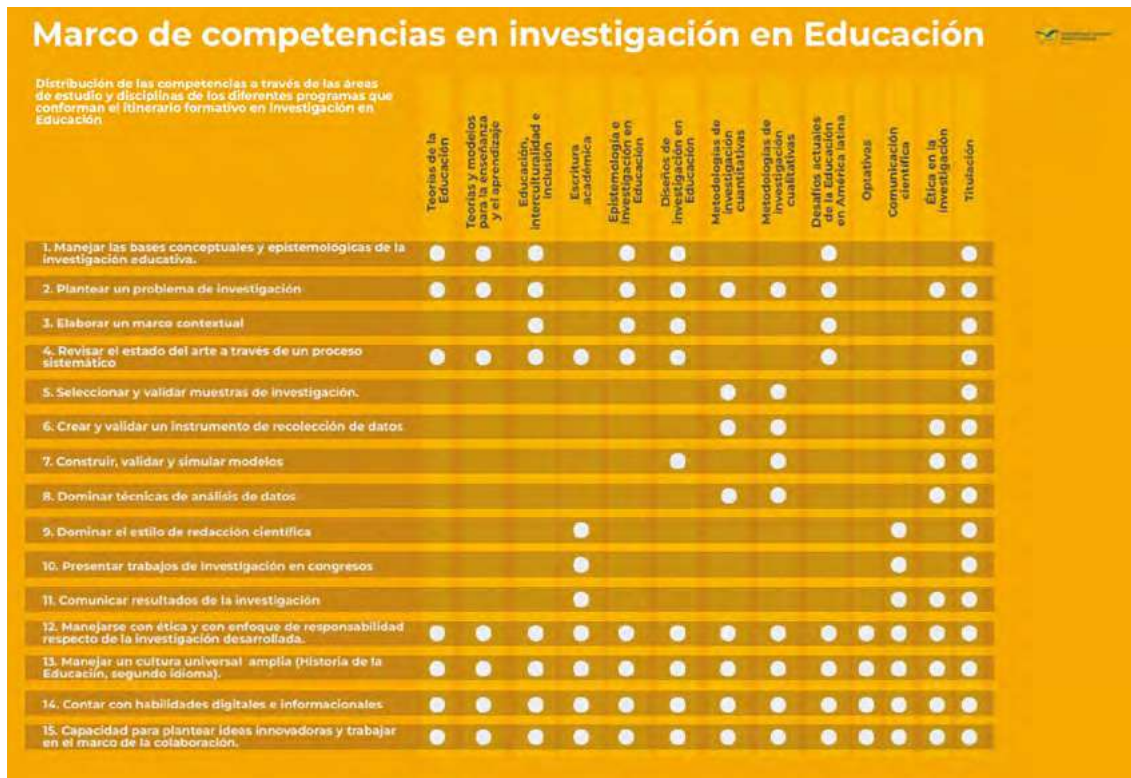 Marco de competencias en investigación en Educación
Distribución de las competencias a través de las áreas
de estudio y disciplinas de los diferentes programas que
conforman el itinerario formativo en Investigación en
Educación
Teorías de la
Educación
Teorías y modelos
para la enseñanza
y el aprendizaje
Educación,
interculturalidad e
inclusión
Escritura
académica
Epistemología e
investigación en
Educación
Diseños de
investigación en
Educación
Metodologías de
investigación
cuantitativas
Metodologías de
investigación
cualitativas
Desafíos actuales
de la Educación
en América latina
Optativos
Comunicación
científica
Ética en la
investigación
Titulación
1. Manejar las bases conceptuales y epistemológicas de la
investigación educativa.
2. Plantear un problema de investigación
3. Elaborar un marco contextual
4. Revisar el estado del arte a través de un proceso
sistemático
5. Seleccionar y validar muestras de investigación.
6. Crear y validar un instrumento de recolección de datos
7. Construir, validar y simular modelos
8. Dominar técnicas de análisis de datos
9. Dominar el estilo de redacción científica
10. Presentar trabajos de investigación en congresos
11. Comunicar resultados de la investigación
12. Manejarse con ética y con enfoque de responsabilidad
respecto de la investigación desarrollada.
13. Manejar un cultura universal amplia (Historia de la
Educación, segundo idioma).
14. Contar con habilidades digitales e informacionales
15. Capacidad para plantear ideas innovadoras y trabajar
en el marco de la colaboración.